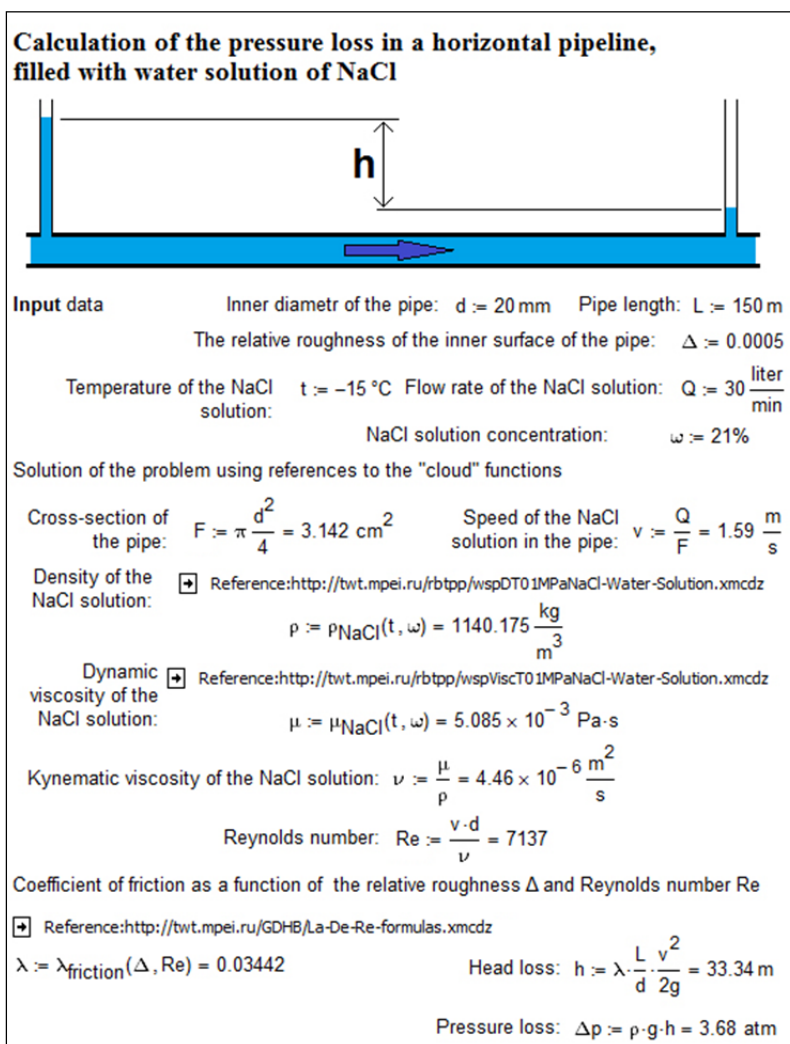 Calculation of the pressure loss in a horizontal pipeline,
filled with water solution of NaCl
h
Input data Inner diametr of the pipe: d := 20 mm Pipe length: L := 150 m
The relative roughness of the inner surface of the pipe: Δ := 0.0005
Temperature of the NaCl solution: t := −15 °C Flow rate of the NaCl solution: Q := 30 liter/min
NaCl solution concentration: ω := 21%
Solution of the problem using references to the "cloud" functions
Cross-section of the pipe: F := π d^2/4 = 3.142 cm^2 Speed of the NaCl solution in the pipe: v := Q/F = 1.59 m/s
Density of the NaCl solution: Reference:http://twt.mpei.ru/rbtpp/wspDT01MPaNaCl-Water-Solution.xmcdz
ρ := ρNaCl(t, ω) = 1140.175 kg/m^3
Dynamic viscosity of the NaCl solution: Reference:http://twt.mpei.ru/rbtpp/wspViscT01MPaNaCl-Water-Solution.xmcdz
μ := μNaCl(t, ω) = 5.085 × 10^−3 Pa·s
Kynematic viscosity of the NaCl solution: ν := μ/ρ = 4.46 × 10^−6 m^2/s
Reynolds number: Re := v·d/ν = 7137
Coefficient of friction as a function of the relative roughness Δ and Reynolds number Re
Reference:http://twt.mpei.ru/GDHB/La-De-Re-formulas.xmcdz
λ := λfriction(Δ, Re) = 0.03442 Head loss: h := λ·L/d·v^2/2g = 33.34 m
Pressure loss: Δp := ρ·g·h = 3.68 atm